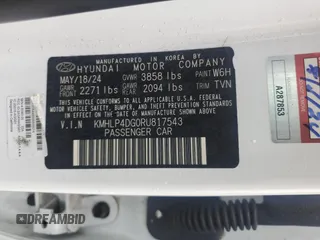 MANUFACTURED IN KOREA BY
HYUNDAI MOTOR COMPANY
MAY/18/24 GVWR 3858 lbs PAINT W6H
GAWR FRONT 2271 lbs GAWR REAR 2094 lbs TRIM TVN
THIS VEHICLE CONFORMS TO ALL APPLICABLE
FEDERAL MOTOR VEHICLE SAFETY, BUMPER,
AND THEFT PREVENTION STANDARDS IN EFFECT ON
THE DATE OF MANUFACTURE SHOWN ABOVE.
V.I.N KMHLP4DG0RU817543
PASSENGER CAR
A287853
DREAMBID